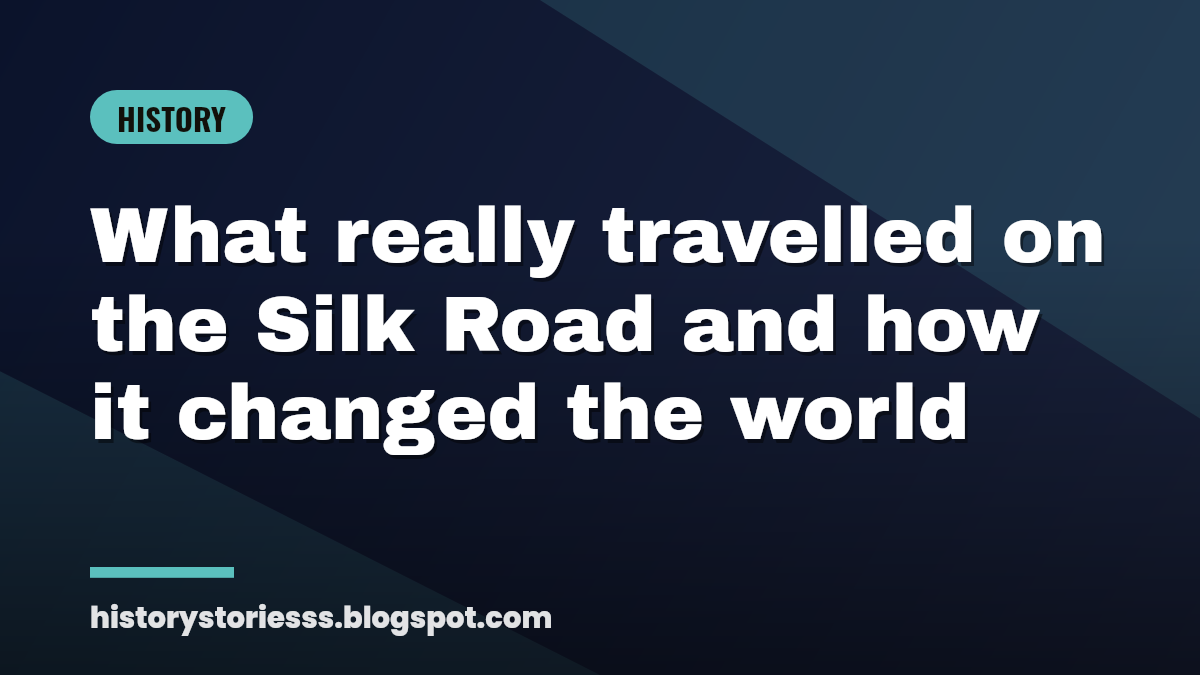 HISTORY
What really travelled on
the Silk Road and how
it changed the world
historystoriesss.blogspot.com